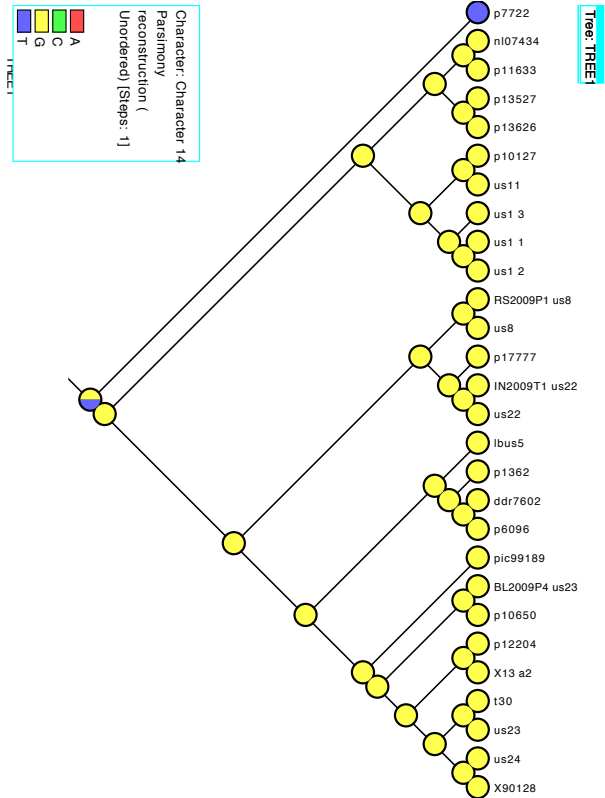 Tree: TREE1
p7722
nl07434
p11633
p13527
p13626
p10127
us11
us1 3
us1 1
us1 2
RS2009P1 us8
us8
p17777
IN2009T1 us22
us22
lbus5
p1362
ddr7602
p6096
pic99189
BL2009P4 us23
p10650
p12204
X13 a2
t30
us23
us24
X90128
Character: Character 14
Parsimony
reconstruction (
Unordered) [Steps: 1]
A
C
G
T